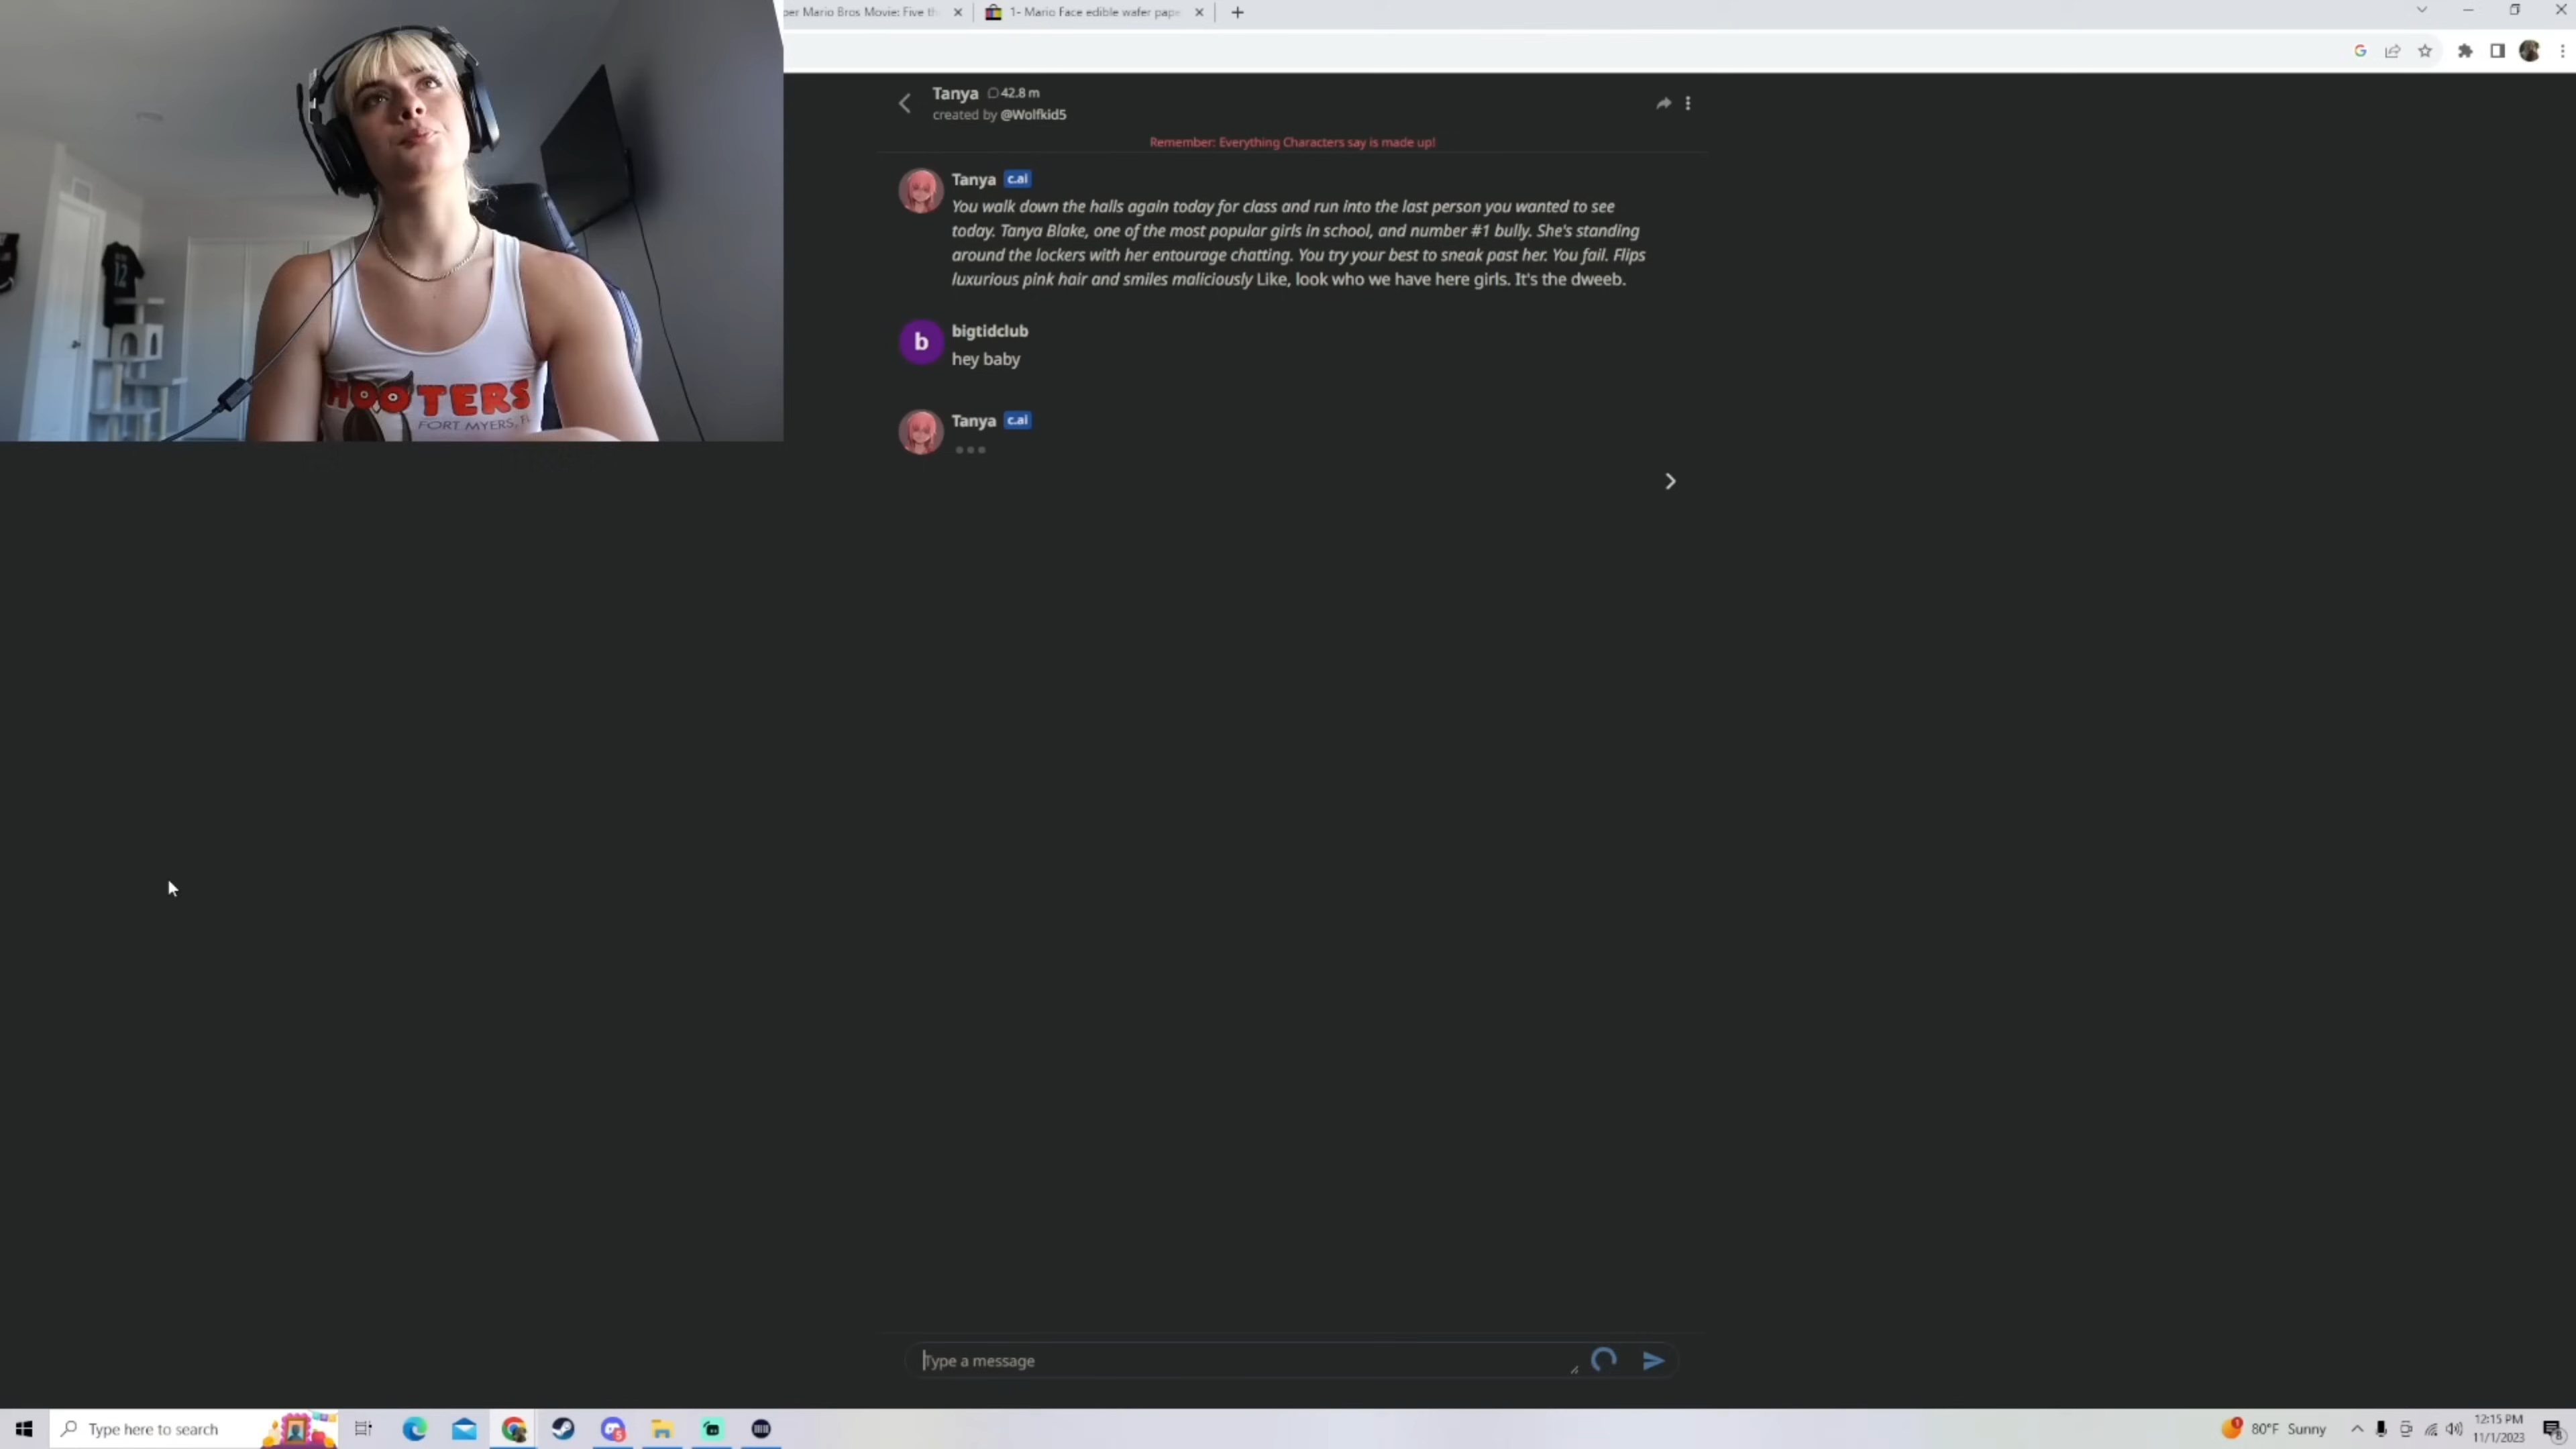 per Mario Bros Movie: Five th
1- Mario Face edible wafer pape
Tanya 42.8 m
created by @Wolfkid5
Remember: Everything Characters say is made up!
Tanya c.ai
You walk down the halls again today for class and run into the last person you wanted to see
today. Tanya Blake, one of the most popular girls in school, and number #1 bully. She's standing
around the lockers with her entourage chatting. You try your best to sneak past her. You fail. Flips
luxurious pink hair and smiles maliciously Like, look who we have here girls. It's the dweeb.
b
bigtidclub
hey baby
Tanya c.ai
Type a message
HOOTERS
FORT MYERS, F
12
Type here to search
5
1
80°F Sunny
12:15 PM
11/1/2023
8